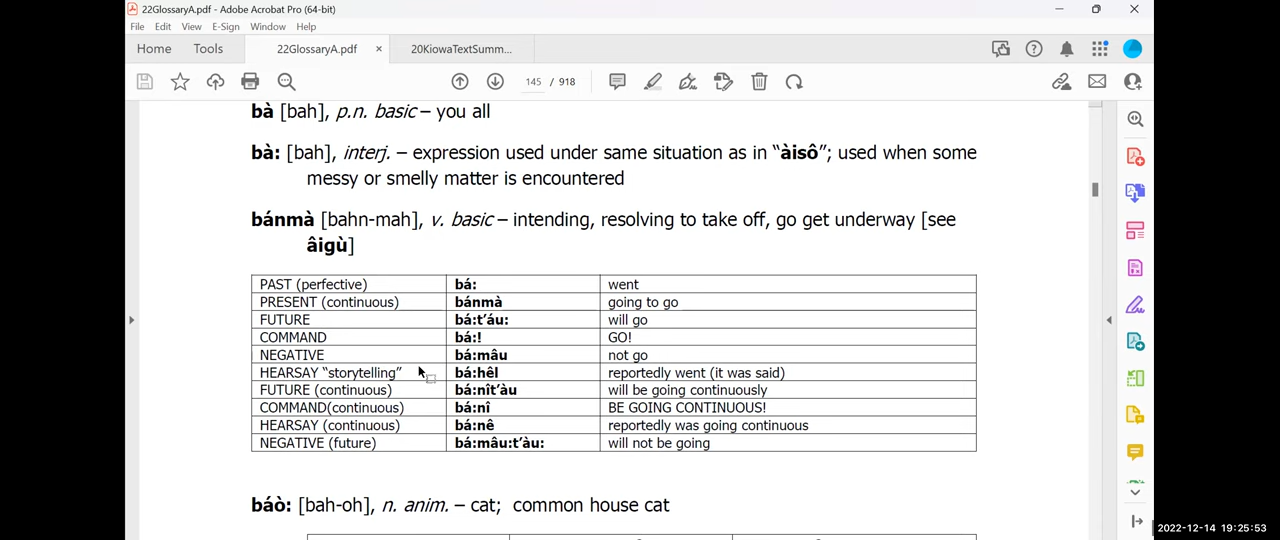 22GlossaryA.pdf - Adobe Acrobat Pro (64-bit)
File Edit View E-Sign Window Help
Home Tools 22GlossaryA.pdf × 20KiowaTextSumm...
145 / 918
bà [bah], p.n. basic – you all
bà: [bah], interj. – expression used under same situation as in “àisô”; used when some
messy or smelly matter is encountered
bánmà [bahn-mah], v. basic – intending, resolving to take off, go get underway [see
âigù]
PAST (perfective) bá: went
PRESENT (continuous) bánmà going to go
FUTURE bá:t’áu: will go
COMMAND bá:! GO!
NEGATIVE bá:mâu not go
HEARSAY “storytelling” bá:hêl reportedly went (it was said)
FUTURE (continuous) bá:nît’àu will be going continuously
COMMAND(continuous) bá:nî BE GOING CONTINUOUS!
HEARSAY (continuous) bá:nê reportedly was going continuous
NEGATIVE (future) bá:mâu:t’àu: will not be going
báò: [bah-oh], n. anim. – cat; common house cat
2022-12-14 19:25:53